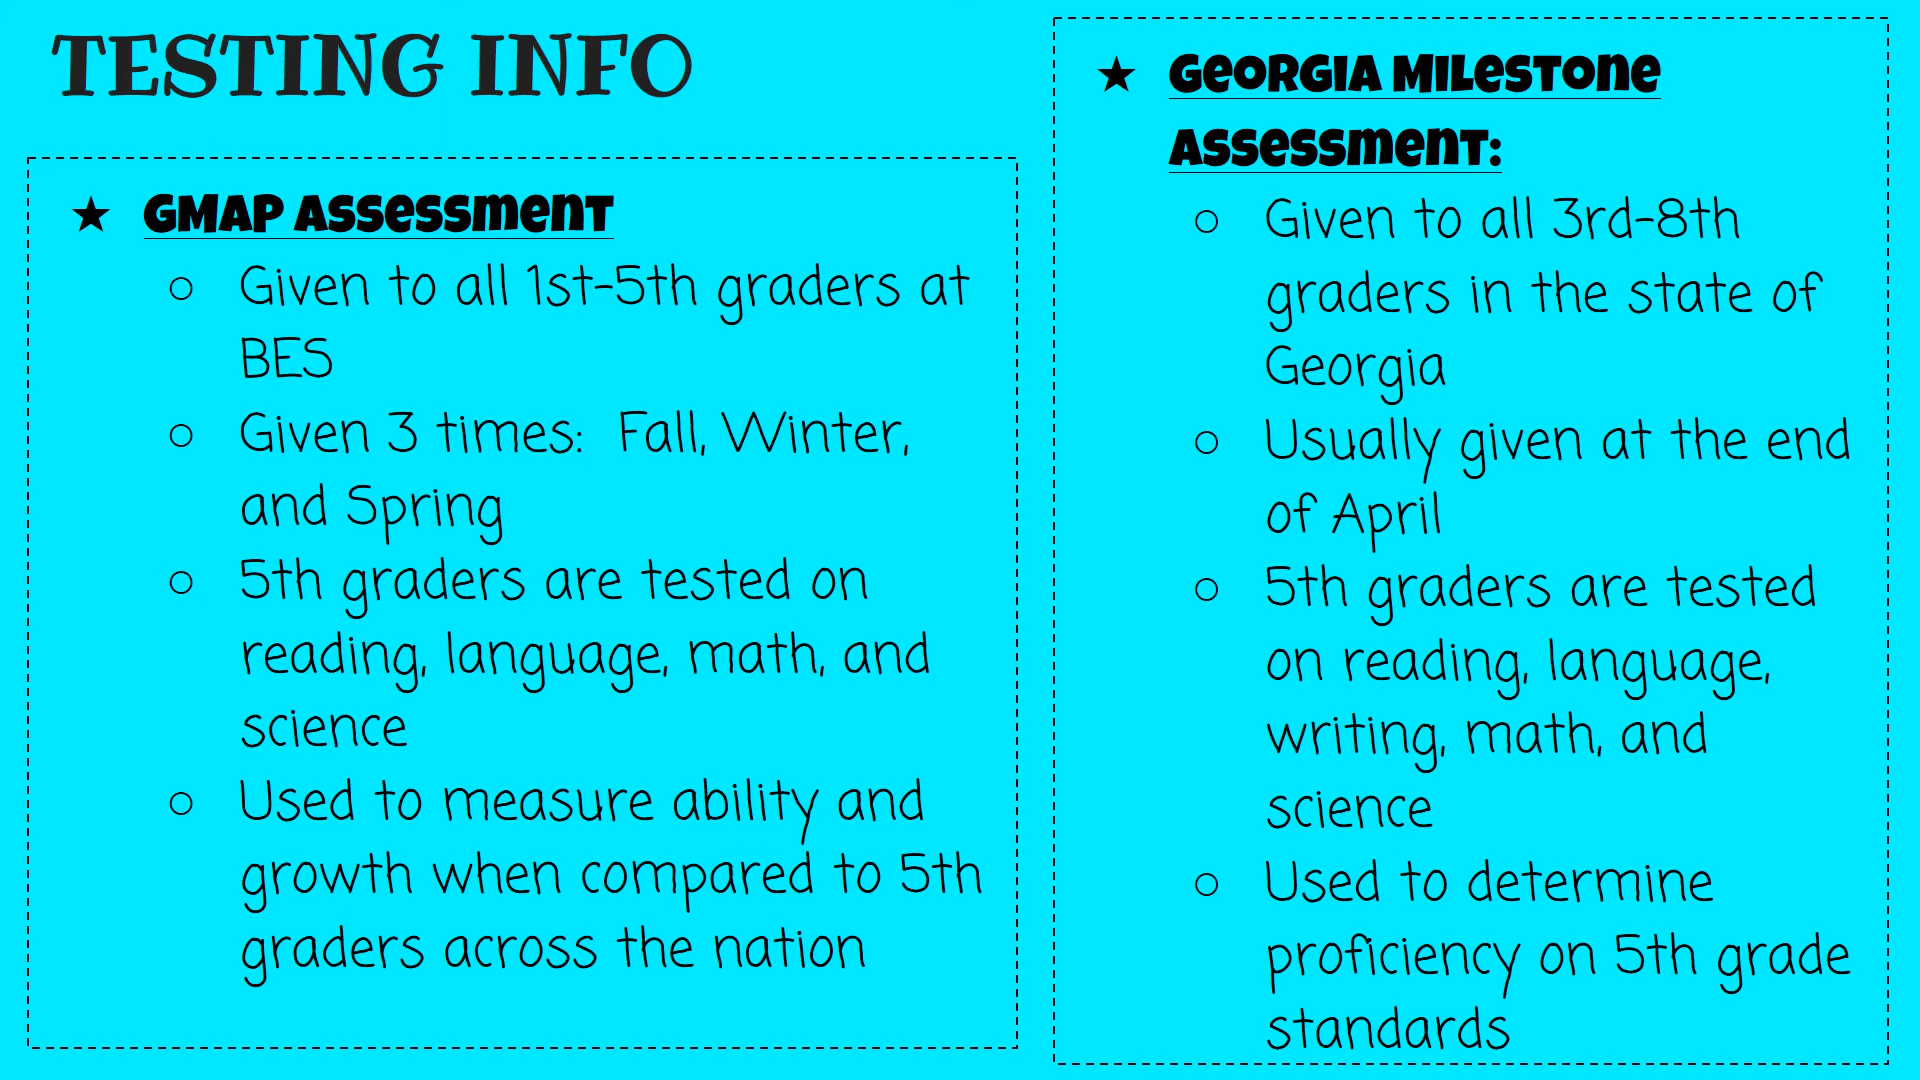 TESTING INFO
★ GMAP Assessment
○ Given to all 1st-5th graders at
BES
○ Given 3 times:  Fall, Winter,
and Spring
○ 5th graders are tested on
reading, language, math, and
science
○ Used to measure ability and
growth when compared to 5th
graders across the nation
★ Georgia Milestone
Assessment:
○ Given to all 3rd-8th
graders in the state of
Georgia
○ Usually given at the end
of April
○ 5th graders are tested
on reading, language,
writing, math, and
science
○ Used to determine
proficiency on 5th grade
standards